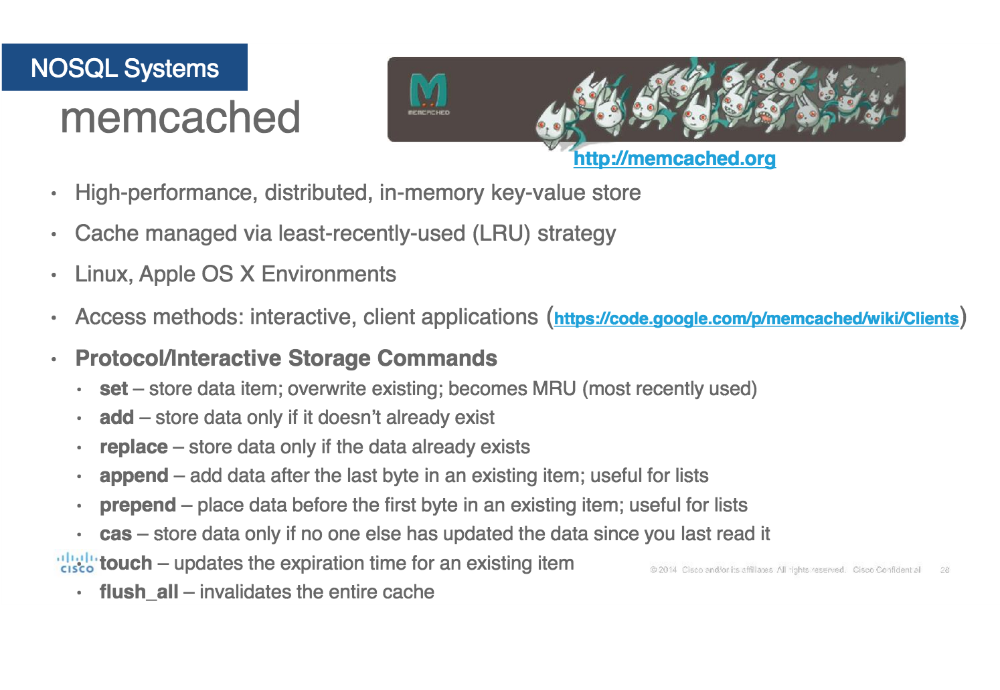 NOSQL Systems
memcached
MEMCACHED
http://memcached.org
• High-performance, distributed, in-memory key-value store
• Cache managed via least-recently-used (LRU) strategy
• Linux, Apple OS X Environments
• Access methods: interactive, client applications (https://code.google.com/p/memcached/wiki/Clients)
• Protocol/Interactive Storage Commands
• set – store data item; overwrite existing; becomes MRU (most recently used)
• add – store data only if it doesn’t already exist
• replace – store data only if the data already exists
• append – add data after the last byte in an existing item; useful for lists
• prepend – place data before the first byte in an existing item; useful for lists
• cas – store data only if no one else has updated the data since you last read it
• touch – updates the expiration time for an existing item
CISCO
© 2014 Cisco and/or its affiliates. All rights reserved. Cisco Confidential 28
• flush_all – invalidates the entire cache